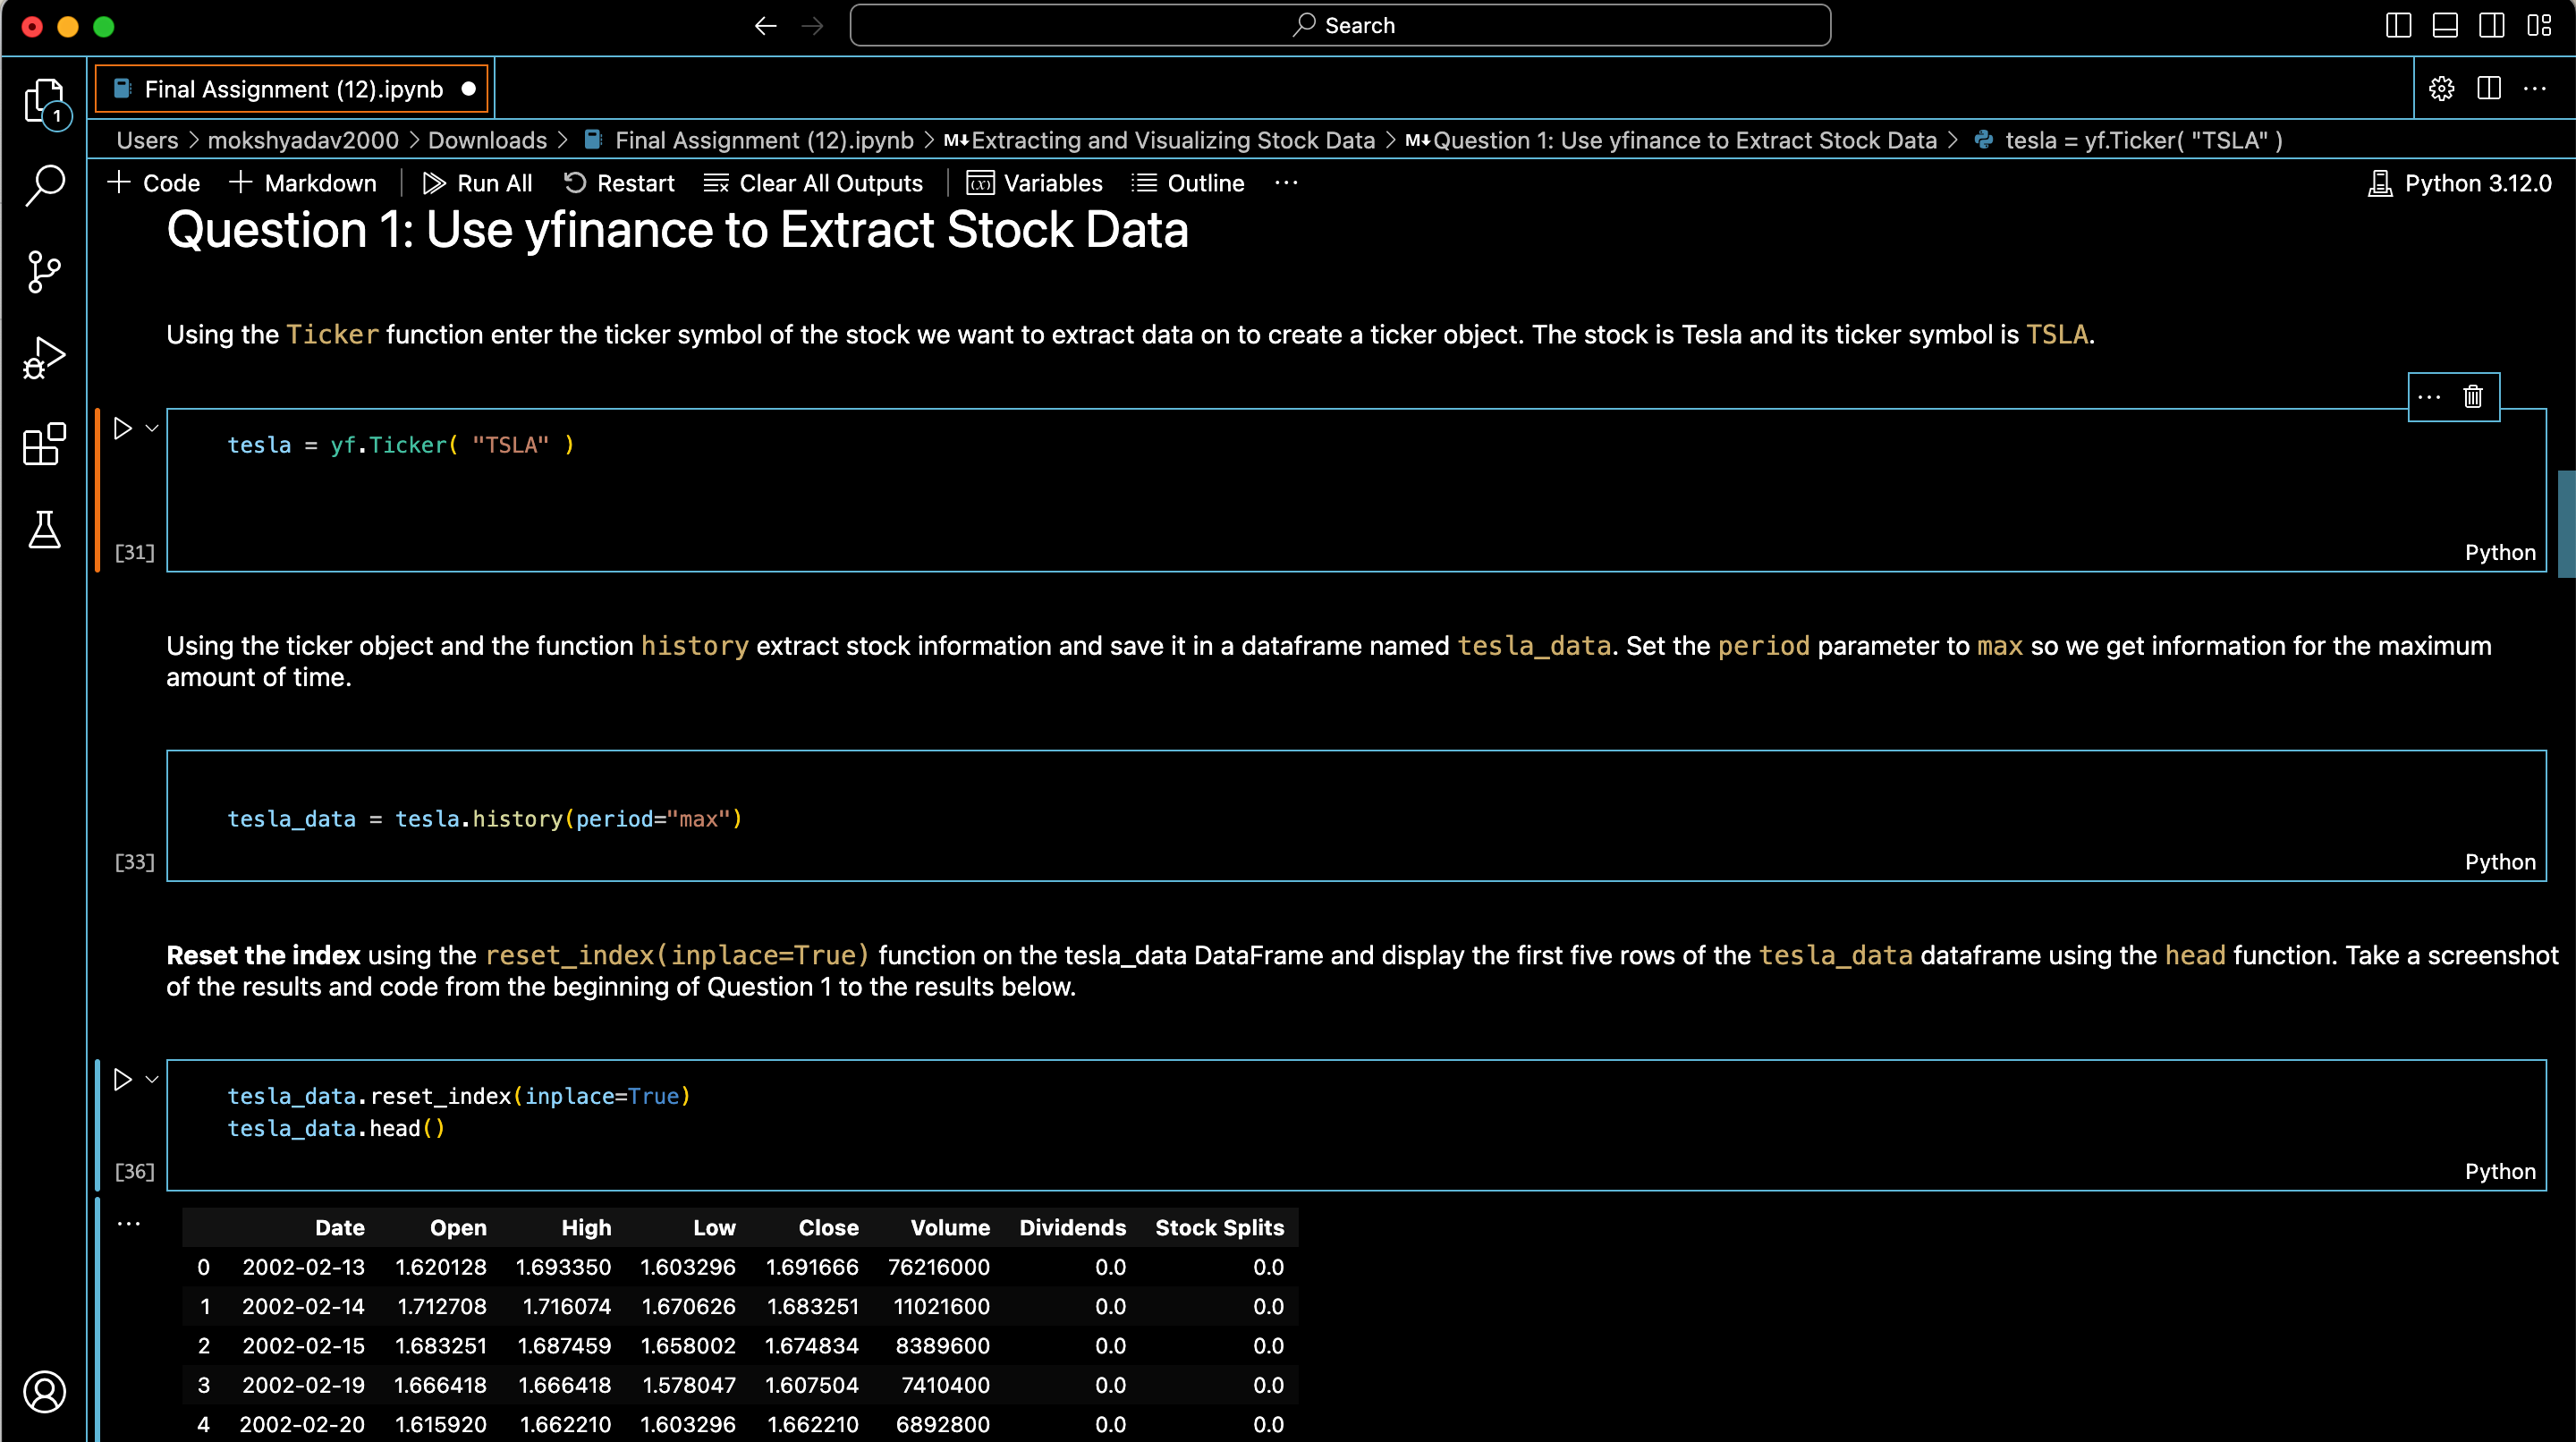 Search
Final Assignment (12).ipynb
1
Users > mokshyadav2000 > Downloads > Final Assignment (12).ipynb > M↓Extracting and Visualizing Stock Data > M↓Question 1: Use yfinance to Extract Stock Data > tesla = yf.Ticker( "TSLA" )
+ Code + Markdown | Run All Restart Clear All Outputs | (x) Variables Outline ··· Python 3.12.0
Question 1: Use yfinance to Extract Stock Data
Using the Ticker function enter the ticker symbol of the stock we want to extract data on to create a ticker object. The stock is Tesla and its ticker symbol is TSLA.
tesla = yf.Ticker( "TSLA" )
[31] Python
Using the ticker object and the function history extract stock information and save it in a dataframe named tesla_data. Set the period parameter to max so we get information for the maximum
amount of time.
tesla_data = tesla.history(period="max")
[33] Python
Reset the index using the reset_index(inplace=True) function on the tesla_data DataFrame and display the first five rows of the tesla_data dataframe using the head function. Take a screenshot
of the results and code from the beginning of Question 1 to the results below.
tesla_data.reset_index(inplace=True)
tesla_data.head()
[36] Python
Date Open High Low Close Volume Dividends Stock Splits
0 2002-02-13 1.620128 1.693350 1.603296 1.691666 76216000 0.0 0.0
1 2002-02-14 1.712708 1.716074 1.670626 1.683251 11021600 0.0 0.0
2 2002-02-15 1.683251 1.687459 1.658002 1.674834 8389600 0.0 0.0
3 2002-02-19 1.666418 1.666418 1.578047 1.607504 7410400 0.0 0.0
4 2002-02-20 1.615920 1.662210 1.603296 1.662210 6892800 0.0 0.0